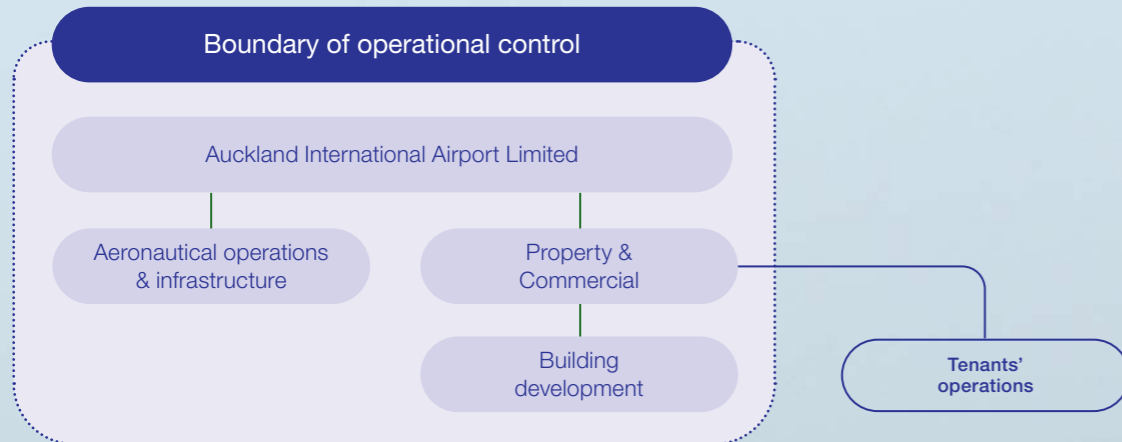 Boundary of operational control
Auckland International Airport Limited
Aeronautical operations
& infrastructure
Property &
Commercial
Building
development
Tenants'
operations